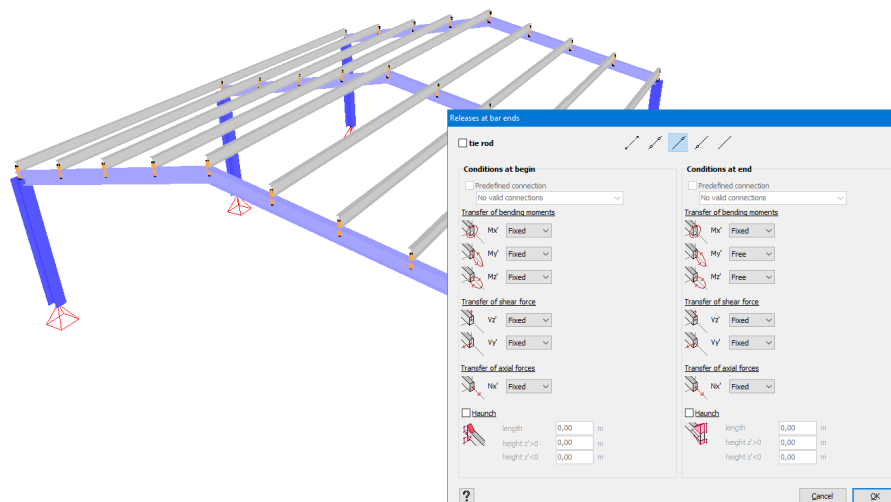 Releases at bar ends
tie rod
Conditions at begin
Predefined connection
No valid connections
Transfer of bending moments
Mx' Fixed
My' Fixed
Mz' Fixed
Transfer of shear force
Vz' Fixed
Vy' Fixed
Transfer of axial forces
Nx' Fixed
Haunch
length 0,00 m
height z'>0 0,00 m
height z'<0 0,00 m
Conditions at end
Predefined connection
No valid connections
Transfer of bending moments
Mx' Fixed
My' Free
Mz' Free
Transfer of shear force
Vz' Fixed
Vy' Fixed
Transfer of axial forces
Nx' Fixed
Haunch
length 0,00 m
height z'>0 0,00 m
height z'<0 0,00 m
?
Cancel
OK